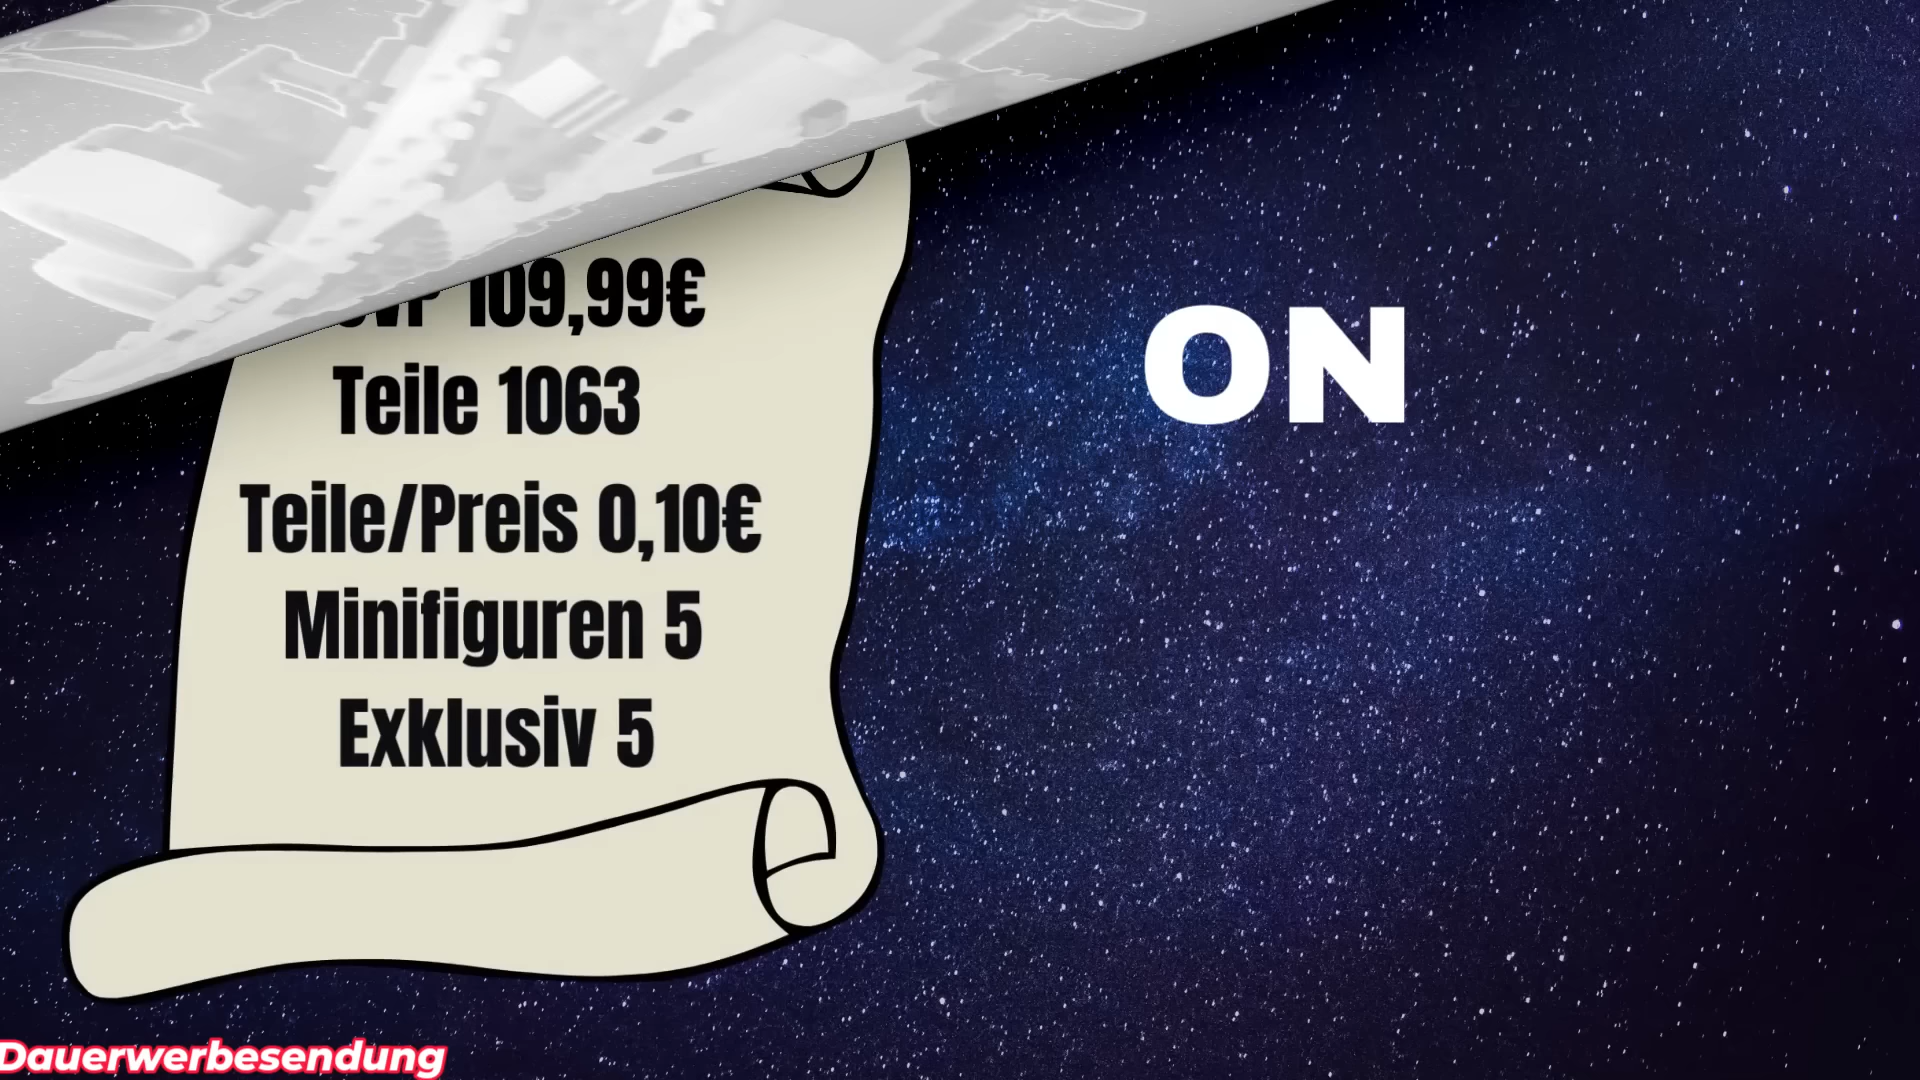 109,99€
Teile 1063
Teile/Preis 0,10€
Minifiguren 5
Exklusiv 5
ON
Dauerwerbesendung